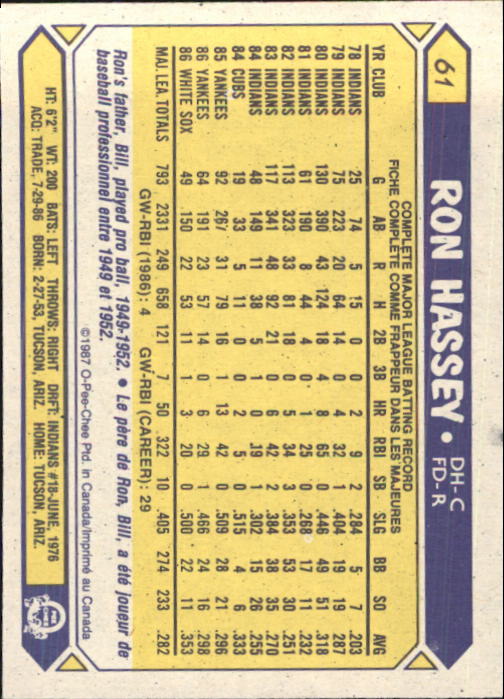 61
RON HASSEY • DH-C
FD-R
COMPLETE MAJOR LEAGUE BATTING RECORD
FICHE COMPLÈTE COMME FRAPPEUR DANS LES MAJEURES
YR CLUB G AB R H 2B 3B HR RBI SB SLG BB SO AVG
78 INDIANS 25 74 5 15 0 0 2 9 2 .284 5 7 .203
79 INDIANS 75 223 20 64 14 0 4 32 1 .404 19 19 .287
80 INDIANS 130 390 43 124 18 4 8 65 0 .446 49 51 .318
81 INDIANS 61 190 8 44 4 0 1 25 0 .268 17 11 .232
82 INDIANS 113 323 33 81 18 0 5 34 3 .353 53 30 .251
83 INDIANS 117 341 48 92 21 0 6 42 2 .384 38 35 .270
84 INDIANS 48 149 11 38 5 1 0 19 1 .302 15 26 .255
84 CUBS 19 33 5 11 0 0 2 5 0 .515 4 6 .333
85 YANKEES 92 267 31 79 16 1 13 42 0 .509 28 21 .296
86 YANKEES 64 191 23 57 14 0 6 29 1 .466 24 16 .298
86 WHITE SOX 49 150 22 53 11 1 3 20 0 .500 22 11 .353
MAJ.LEA. TOTALS 793 2331 249 658 121 7 50 322 10 .405 274 233 .282
GW-RBI (1986): 4 GW-RBI (CAREER): 29
Ron's father, Bill, played pro ball, 1949-1952. • Le père de Ron, Bill, a été joueur de
baseball professionnel entre 1949 et 1952.
©1987 O-Pee-Chee Ptd. in Canada/Imprimé au Canada
HT: 6'2" WT: 200 BATS: LEFT THROWS: RIGHT DRFT: INDIANS #18-JUNE, 1976
ACQ: TRADE, 7-29-86 BORN: 2-27-53, TUCSON, ARIZ. HOME: TUCSON, ARIZ.
O-PEE-CHEE